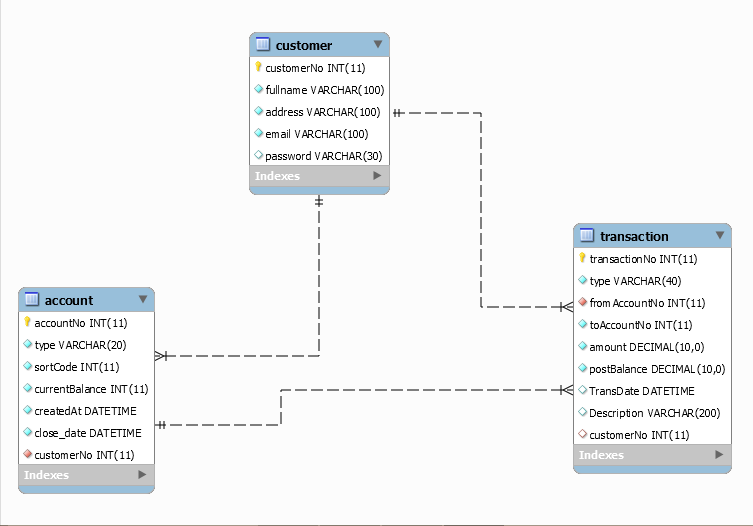 customer
customerNo INT(11)
fullname VARCHAR(100)
address VARCHAR(100)
email VARCHAR(100)
password VARCHAR(30)
Indexes
account
accountNo INT(11)
type VARCHAR(20)
sortCode INT(11)
currentBalance INT(11)
createdAt DATETIME
close_date DATETIME
customerNo INT(11)
Indexes
transaction
transactionNo INT(11)
type VARCHAR(40)
fromAccountNo INT(11)
toAccountNo INT(11)
amount DECIMAL(10,0)
postBalance DECIMAL(10,0)
TransDate DATETIME
Description VARCHAR(200)
customerNo INT(11)
Indexes